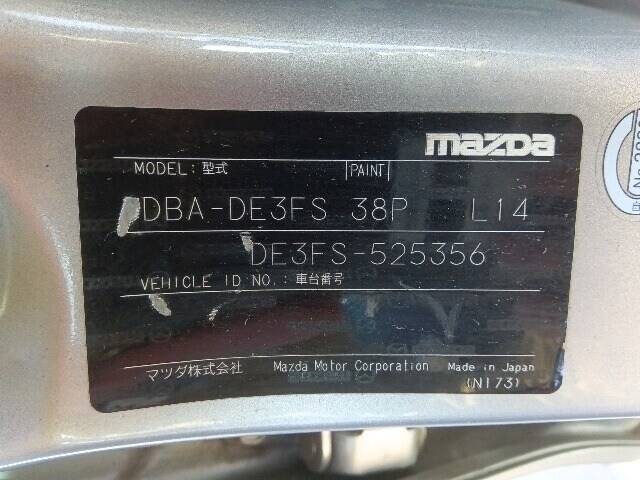 mazda
MODEL: 型式 PAINT
DBA-DE3FS 38P L14
DE3FS-525356
VEHICLE ID NO.: 車台番号
マツダ株式会社 Mazda Motor Corporation Made in Japan
(N173)